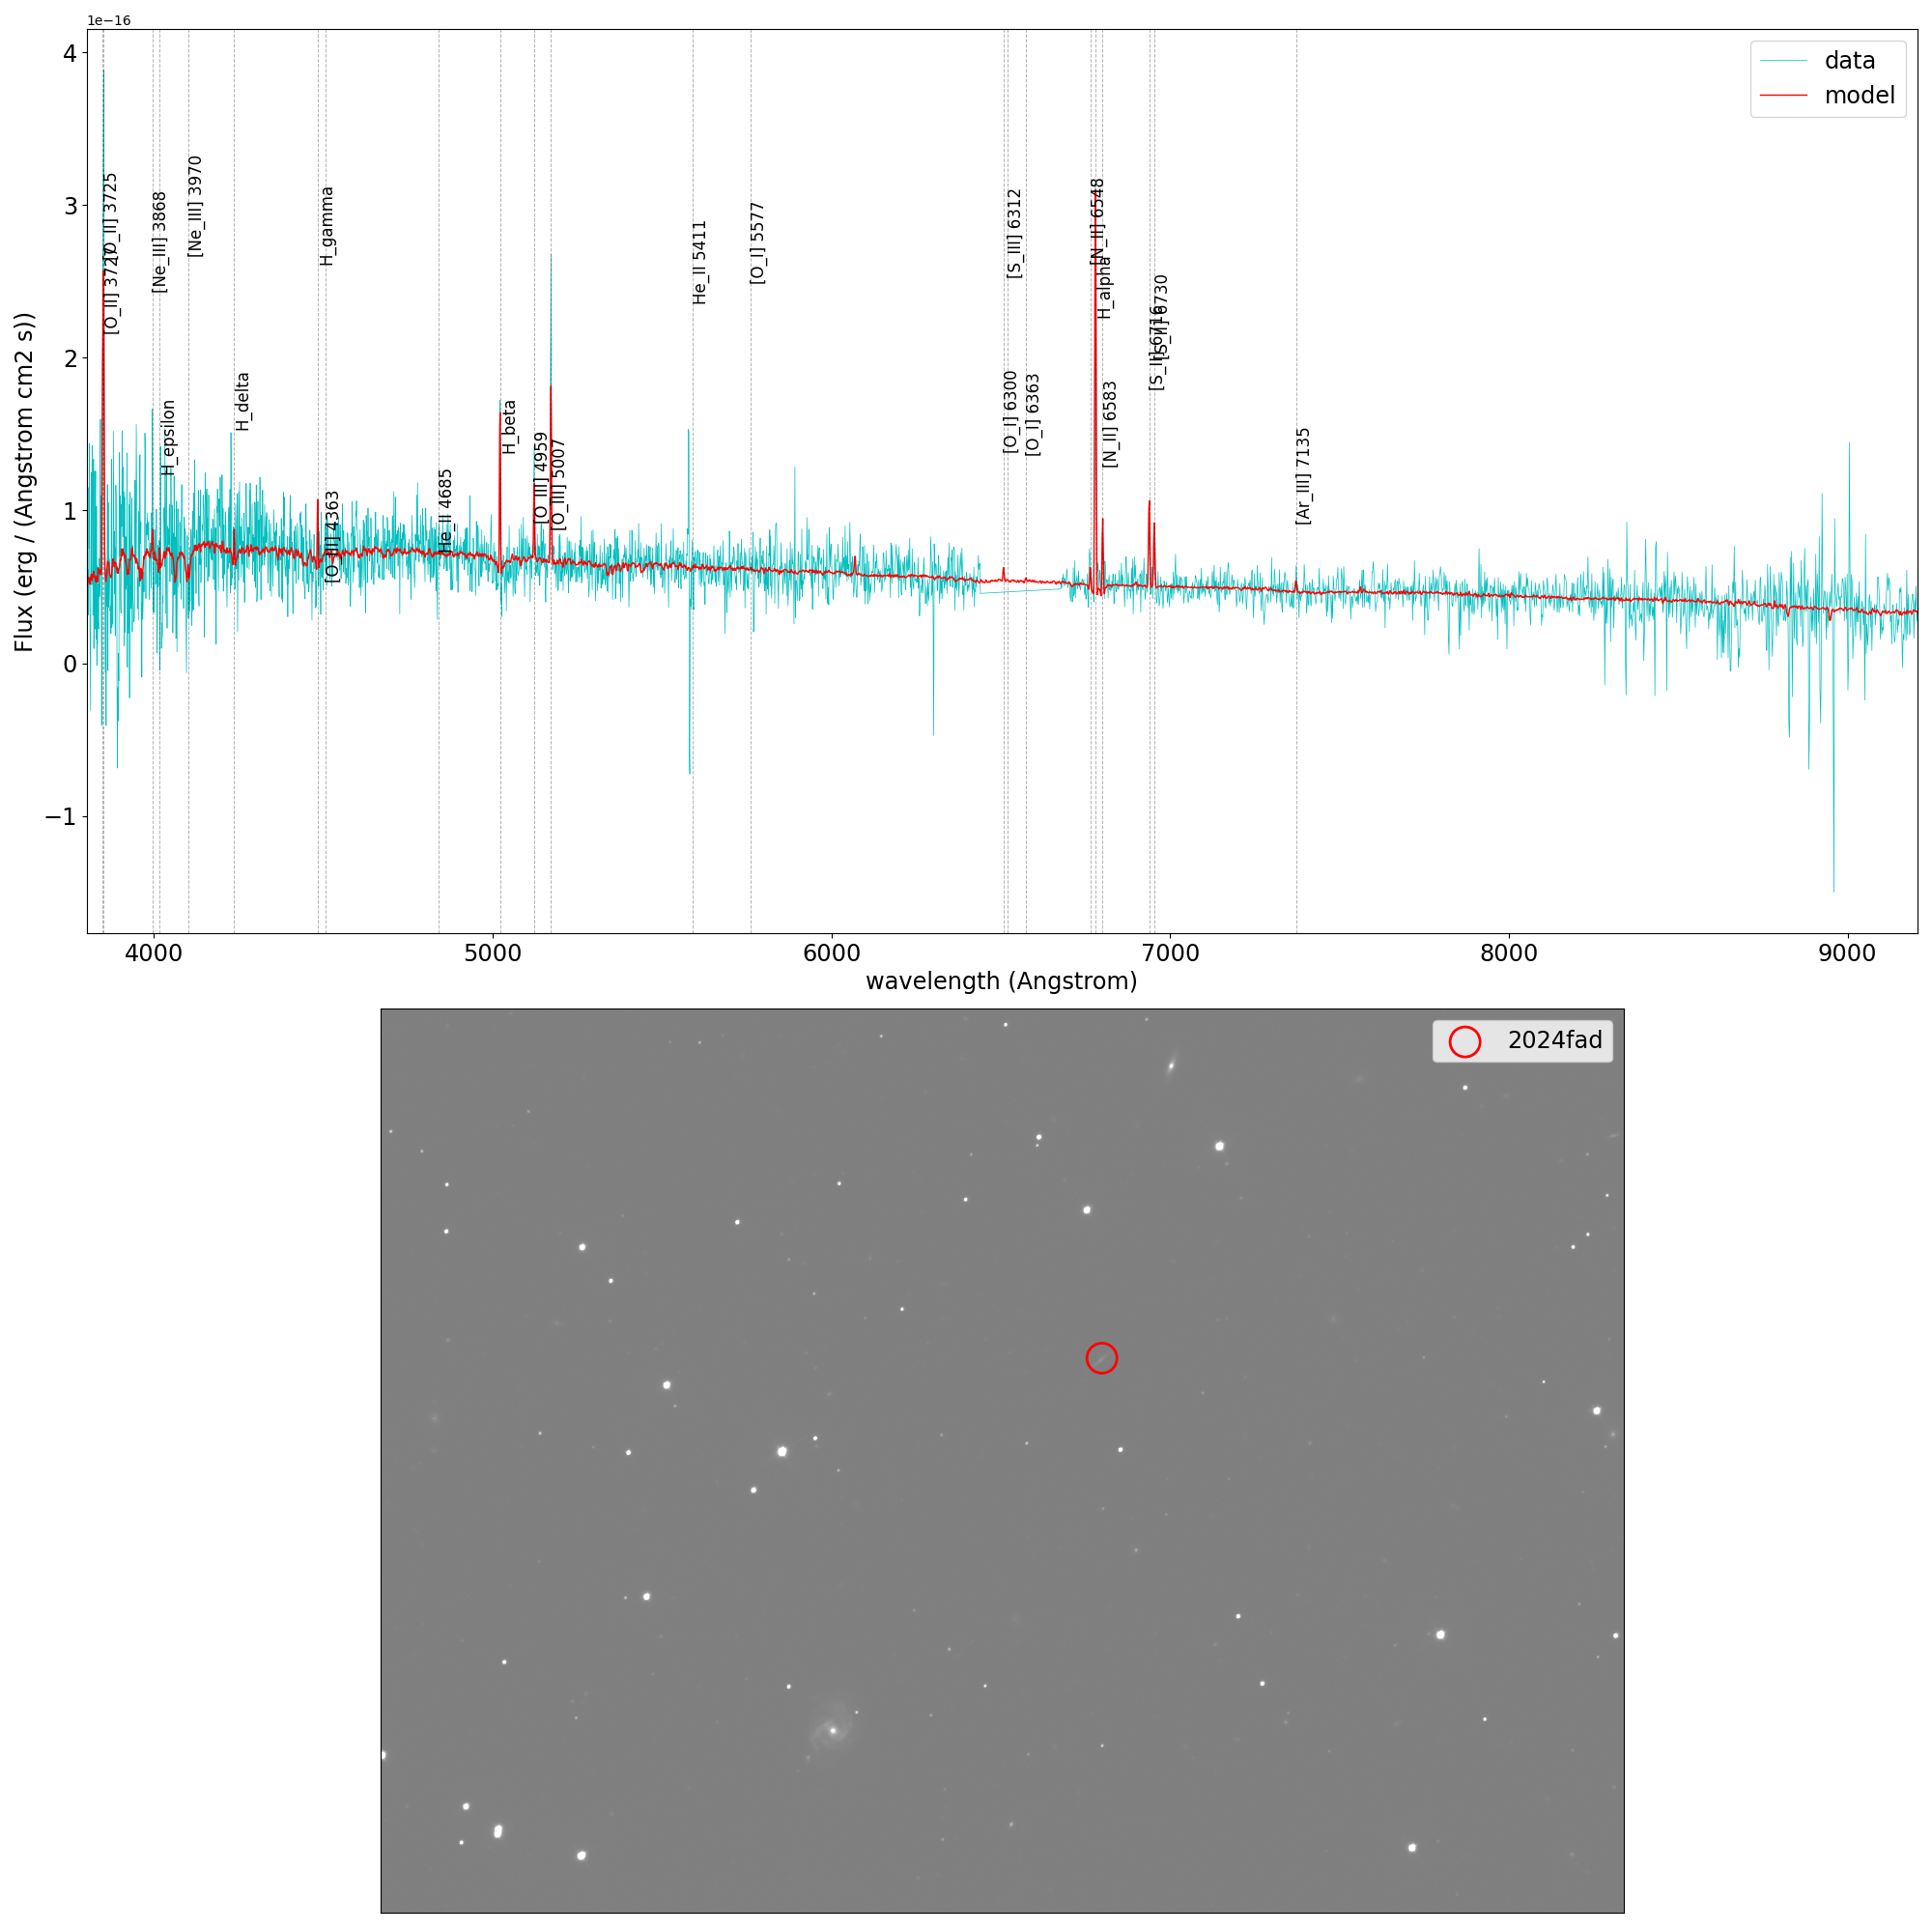 1e−16
4
3
2
1
0
−1
Flux (erg / (Angstrom cm2 s))
data
model
[O_II] 3725
[O_II] 3727
[Ne_III] 3868
H_epsilon
[Ne_III] 3970
H_delta
H_gamma
[O_III] 4363
He_II 4685
H_beta
[O_III] 4959
[O_III] 5007
He_II 5411
[O_I] 5577
[O_I] 6300
[S_III] 6312
[O_I] 6363
[N_II] 6548
H_alpha
[N_II] 6583
[S_II] 6716
[S_II] 6730
[Ar_III] 7135
4000
5000
6000
7000
8000
9000
wavelength (Angstrom)
2024fad